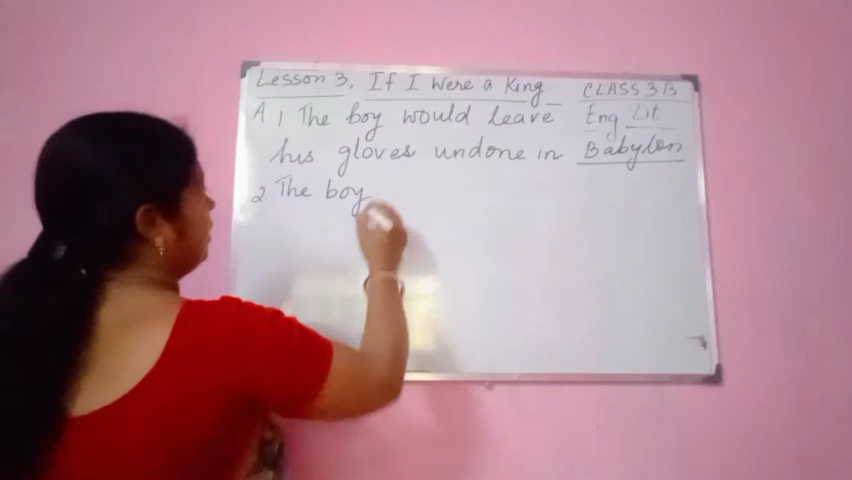 Lesson 3, If I Were a King CLASS 3 B
A 1 The boy would leave Eng Lit
his gloves undone in Babylon
2 The boy